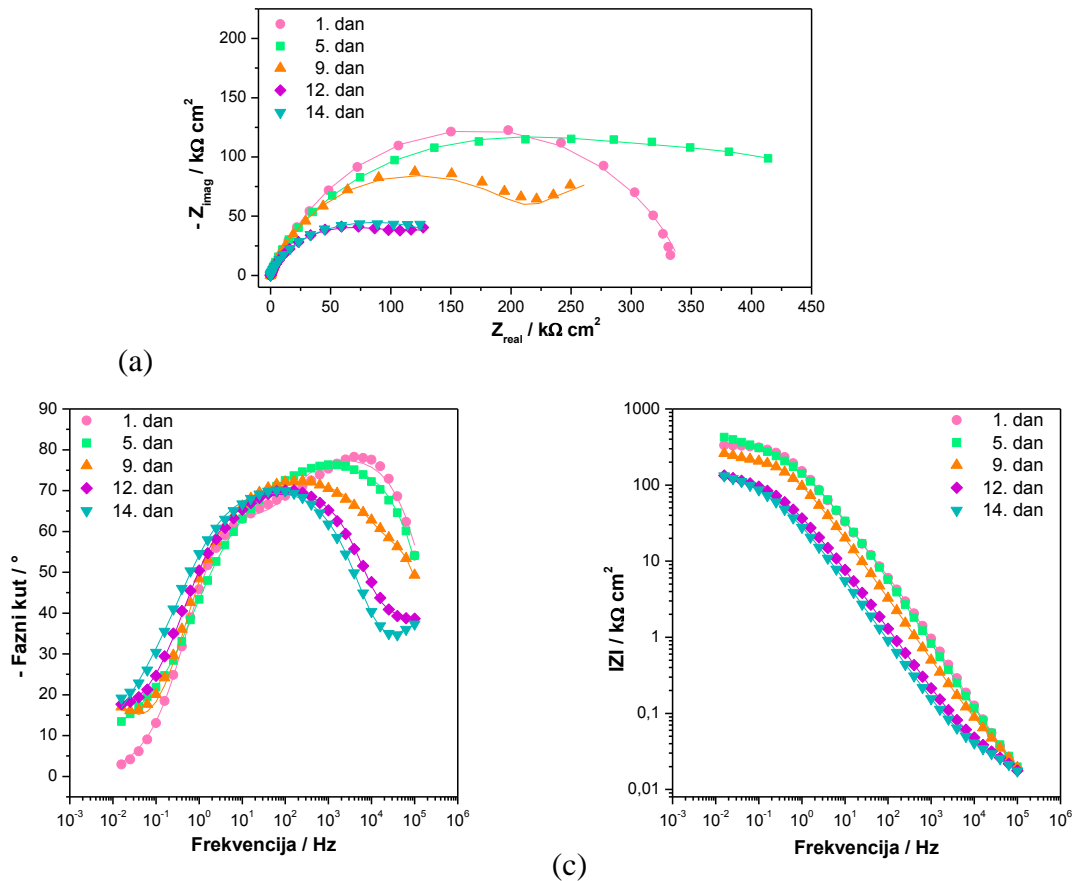 200
150
100
50
0
- Z_imag / kΩ cm²
1. dan
5. dan
9. dan
12. dan
14. dan
0 50 100 150 200 250 300 350 400 450
Z_real / kΩ cm²
(a)
90
80
70
60
50
40
30
20
10
0
- Fazni kut / °
1. dan
5. dan
9. dan
12. dan
14. dan
10⁻³ 10⁻² 10⁻¹ 10⁰ 10¹ 10² 10³ 10⁴ 10⁵ 10⁶
Frekvencija / Hz
1000
100
10
1
0,1
0,01
|Z| / kΩ cm²
1. dan
5. dan
9. dan
12. dan
14. dan
10⁻³ 10⁻² 10⁻¹ 10⁰ 10¹ 10² 10³ 10⁴ 10⁵ 10⁶
Frekvencija / Hz
(c)